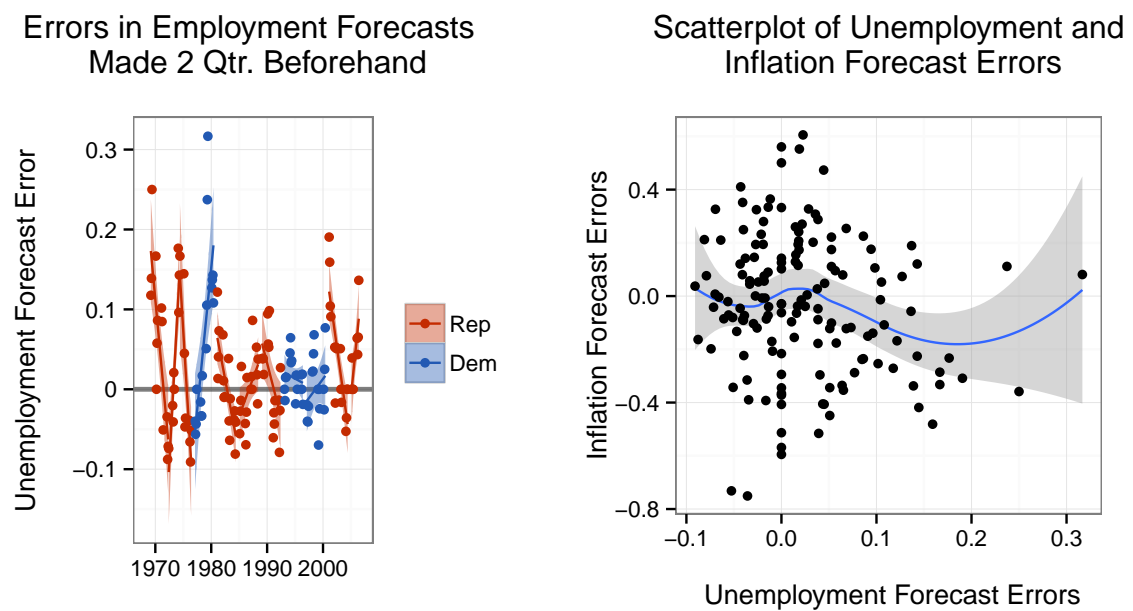 Errors in Employment Forecasts
Made 2 Qtr. Beforehand
Unemployment Forecast Error
0.3
0.2
0.1
0
−0.1
1970 1980 1990 2000
Rep
Dem
Scatterplot of Unemployment and
Inflation Forecast Errors
Inflation Forecast Errors
0.4
0.0
−0.4
−0.8
−0.1 0.0 0.1 0.2 0.3
Unemployment Forecast Errors